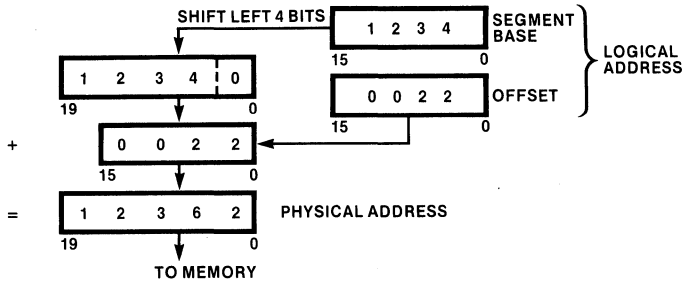 SHIFT LEFT 4 BITS
1 2 3 4
SEGMENT
BASE
15 0
LOGICAL
ADDRESS
1 2 3 4 0
19 0
0 0 2 2
OFFSET
15 0
+
0 0 2 2
15 0
=
1 2 3 6 2
PHYSICAL ADDRESS
19 0
TO MEMORY